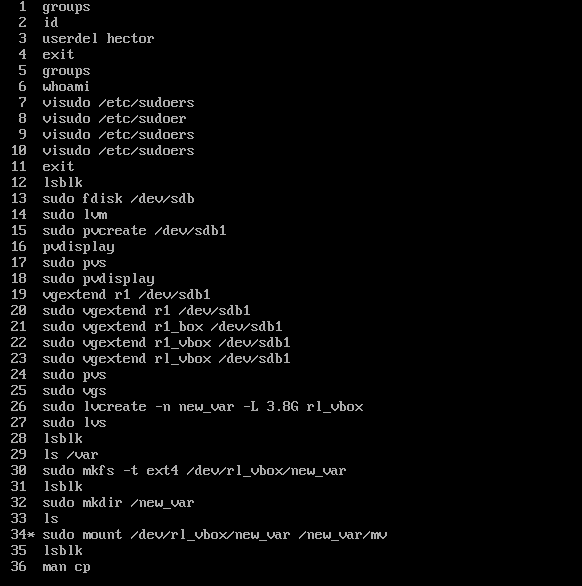 1 groups
2 id
3 userdel hector
4 exit
5 groups
6 whoami
7 visudo /etc/sudoers
8 visudo /etc/sudoer
9 visudo /etc/sudoers
10 visudo /etc/sudoers
11 exit
12 lsblk
13 sudo fdisk /dev/sdb
14 sudo lvm
15 sudo pvcreate /dev/sdb1
16 pvdisplay
17 sudo pvs
18 sudo pvdisplay
19 vgextend r1 /dev/sdb1
20 sudo vgextend r1 /dev/sdb1
21 sudo vgextend r1_box /dev/sdb1
22 sudo vgextend r1_vbox /dev/sdb1
23 sudo vgextend rl_vbox /dev/sdb1
24 sudo pvs
25 sudo vgs
26 sudo lvcreate -n new_var -L 3.8G rl_vbox
27 sudo lvs
28 lsblk
29 ls /var
30 sudo mkfs -t ext4 /dev/rl_vbox/new_var
31 lsblk
32 sudo mkdir /new_var
33 ls
34* sudo mount /dev/rl_vbox/new_var /new_var/mv
35 lsblk
36 man cp